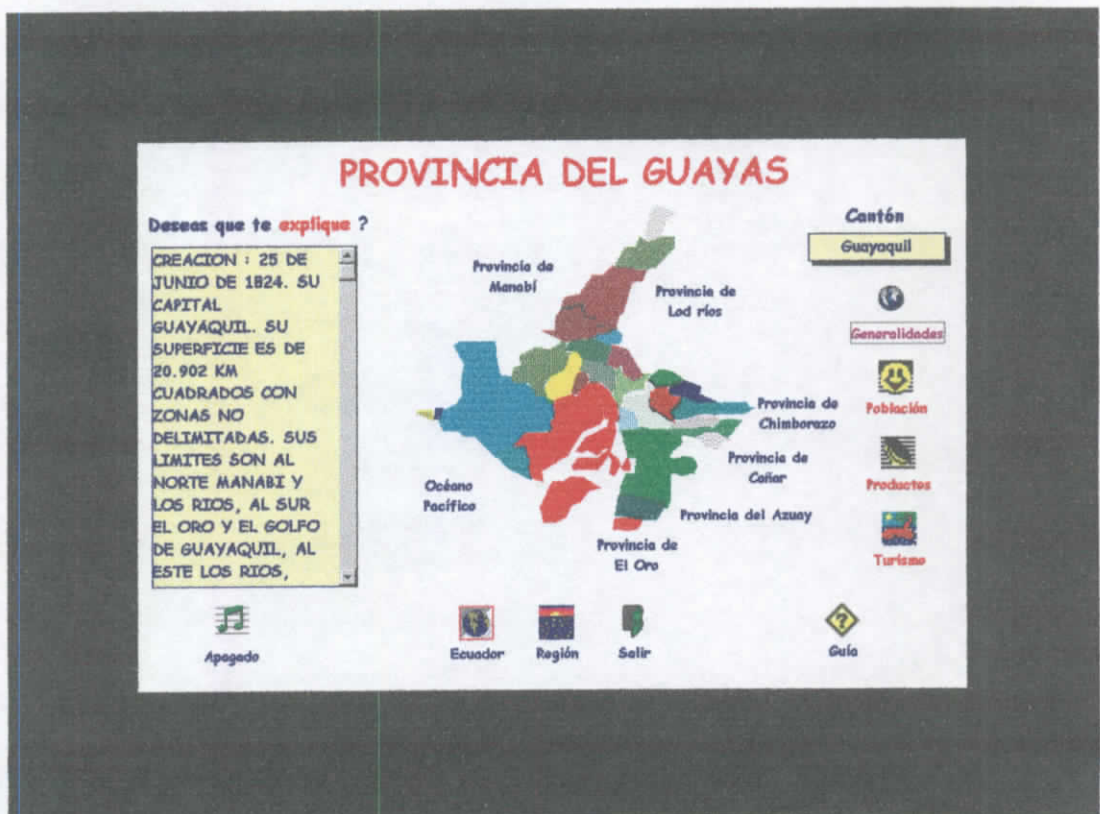 PROVINCIA DEL GUAYAS
Deseas que te explique ?
CREACION : 25 DE
JUNIO DE 1824. SU
CAPITAL
GUAYAQUIL. SU
SUPERFICIE ES DE
20.902 KM
CUADRADOS CON
ZONAS NO
DELIMITADAS. SUS
LIMITES SON AL
NORTE MANABI Y
LOS RIOS, AL SUR
EL ORO Y EL GOLFO
DE GUAYAQUIL, AL
ESTE LOS RIOS,
Provincia de
Manabí
Provincia de
Lod ríos
Provincia de
Chimborazo
Provincia de
Cañar
Provincia del Azuay
Provincia de
El Oro
Océano
Pacífico
Cantón
Guayaquil
Generalidades
Población
Productos
Turismo
Apagado
Ecuador
Región
Salir
Guía